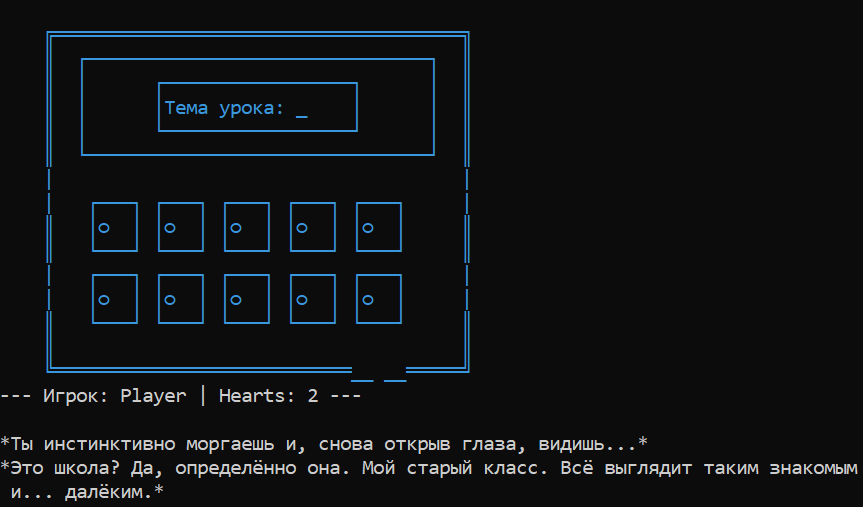 Тема урока: _
o o o o o
o o o o o
--- Игрок: Player | Hearts: 2 ---
*Ты инстинктивно моргаешь и, снова открыв глаза, видишь...*
*Это школа? Да, определённо она. Мой старый класс. Всё выглядит таким знакомым
и... далёким.*